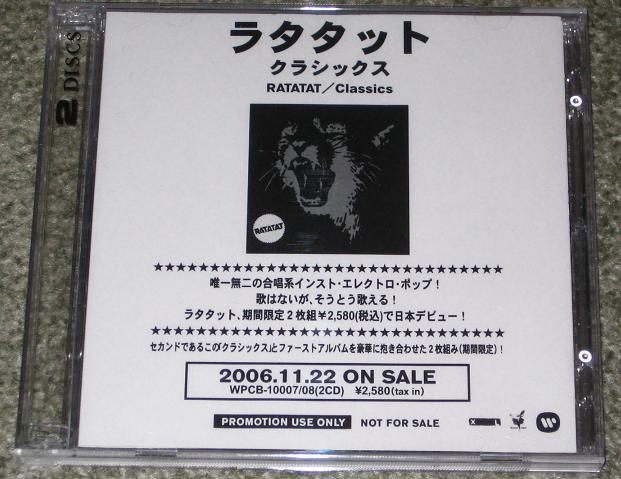 2 DISCS
ラタタット
クラシックス
RATATAT／Classics
RATATAT
★★★★★★★★★★★★★★★★★★★★★★★★★★★★★★★★
唯一無二の合唱系インスト・エレクトロ・ポップ！
歌はないが、そうとう歌える！
ラタタット、期間限定２枚組¥2,580(税込)で日本デビュー！
★★★★★★★★★★★★★★★★★★★★★★★★★★★★★★★★
セカンドであるこの「クラシックス」とファーストアルバムを豪華に抱き合わせた２枚組み(期間限定)！
2006.11.22 ON SALE
WPCB-10007/08(2CD) ¥2,580(tax in)
PROMOTION USE ONLY NOT FOR SALE